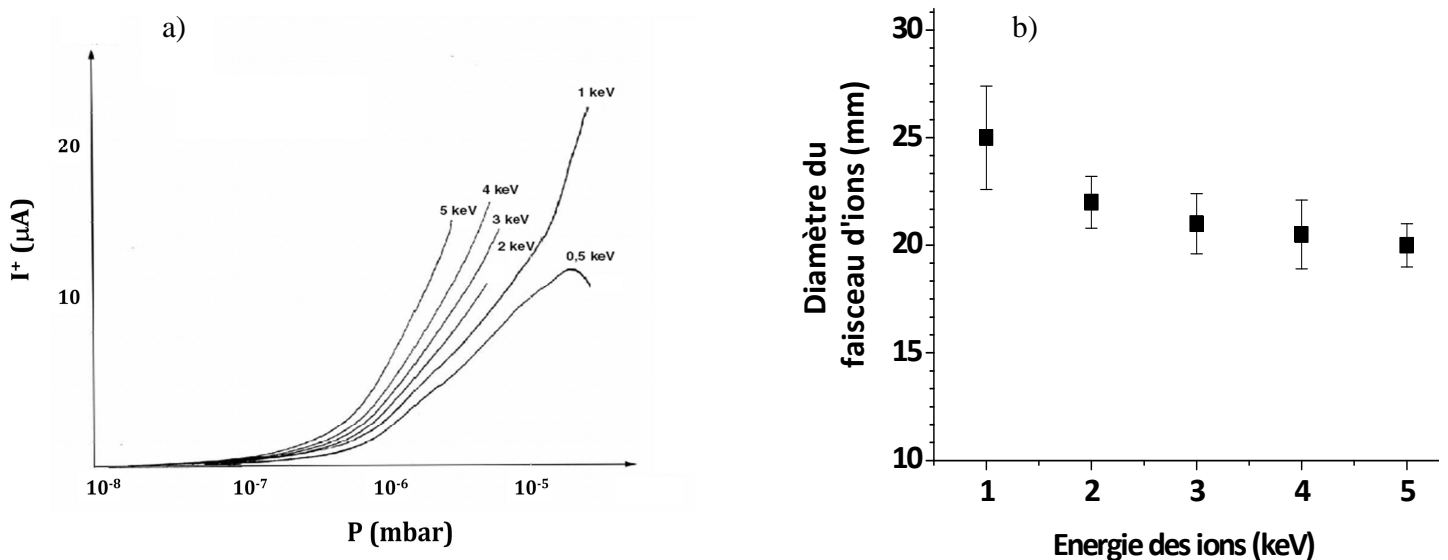 a)
I⁺ (µA)
20
10
1 keV
4 keV
5 keV
3 keV
2 keV
0,5 keV
10⁻⁸
10⁻⁷
10⁻⁶
10⁻⁵
P (mbar)
b)
Diamètre du
faisceau d'ions (mm)
30
25
20
15
10
1
2
3
4
5
Energie des ions (keV)